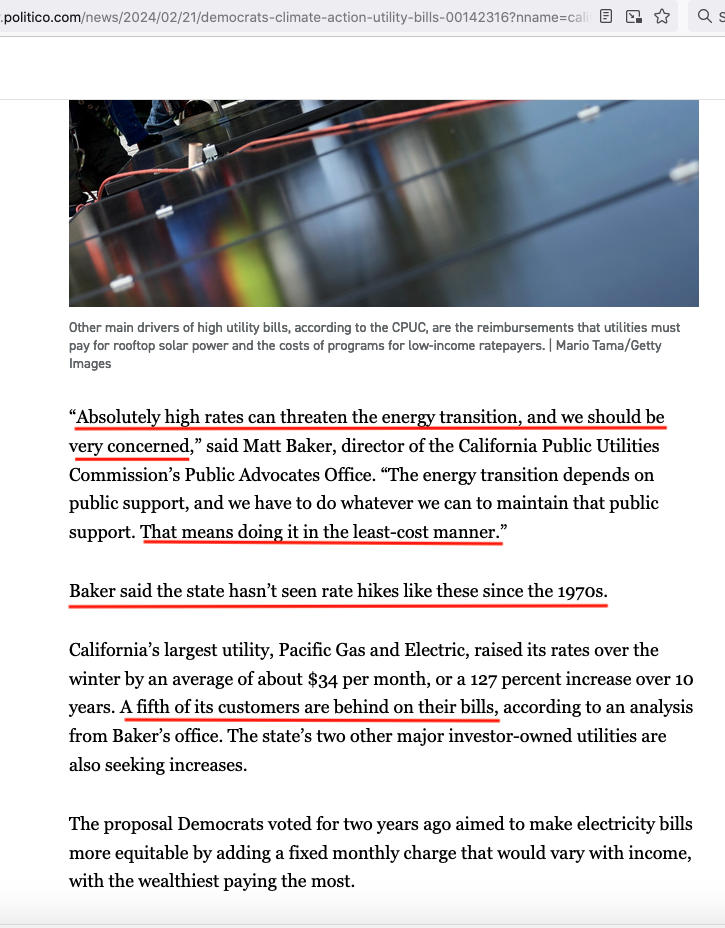 .politico.com/news/2024/02/21/democrats-climate-action-utility-bills-00142316?nname=cali
S
Other main drivers of high utility bills, according to the CPUC, are the reimbursements that utilities must
pay for rooftop solar power and the costs of programs for low-income ratepayers. | Mario Tama/Getty
Images
“Absolutely high rates can threaten the energy transition, and we should be
very concerned,” said Matt Baker, director of the California Public Utilities
Commission’s Public Advocates Office. “The energy transition depends on
public support, and we have to do whatever we can to maintain that public
support. That means doing it in the least-cost manner.”
Baker said the state hasn’t seen rate hikes like these since the 1970s.
California’s largest utility, Pacific Gas and Electric, raised its rates over the
winter by an average of about $34 per month, or a 127 percent increase over 10
years. A fifth of its customers are behind on their bills, according to an analysis
from Baker’s office. The state’s two other major investor-owned utilities are
also seeking increases.
The proposal Democrats voted for two years ago aimed to make electricity bills
more equitable by adding a fixed monthly charge that would vary with income,
with the wealthiest paying the most.